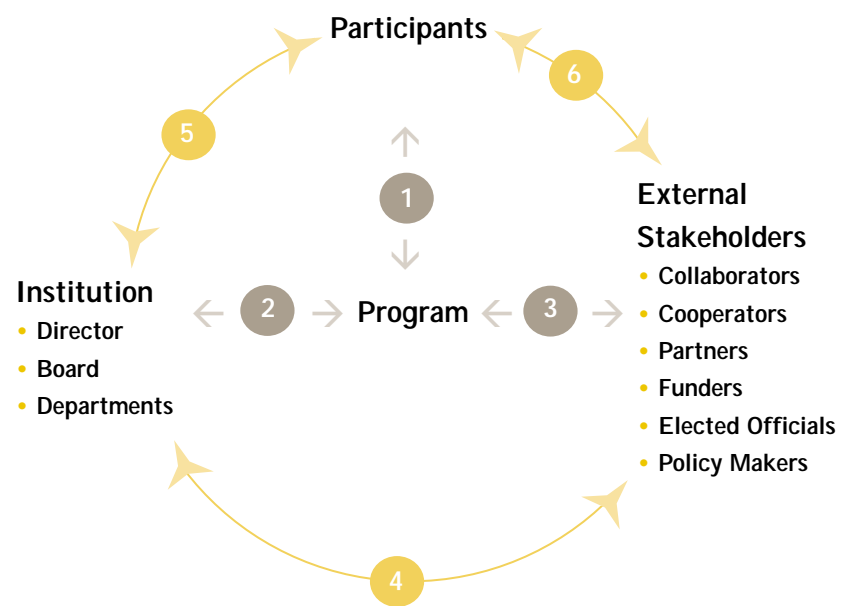 Participants
6
5
1
External
Stakeholders
• Collaborators
• Cooperators
• Partners
• Funders
• Elected Officials
• Policy Makers
Institution
• Director
• Board
• Departments
2
Program
3
4